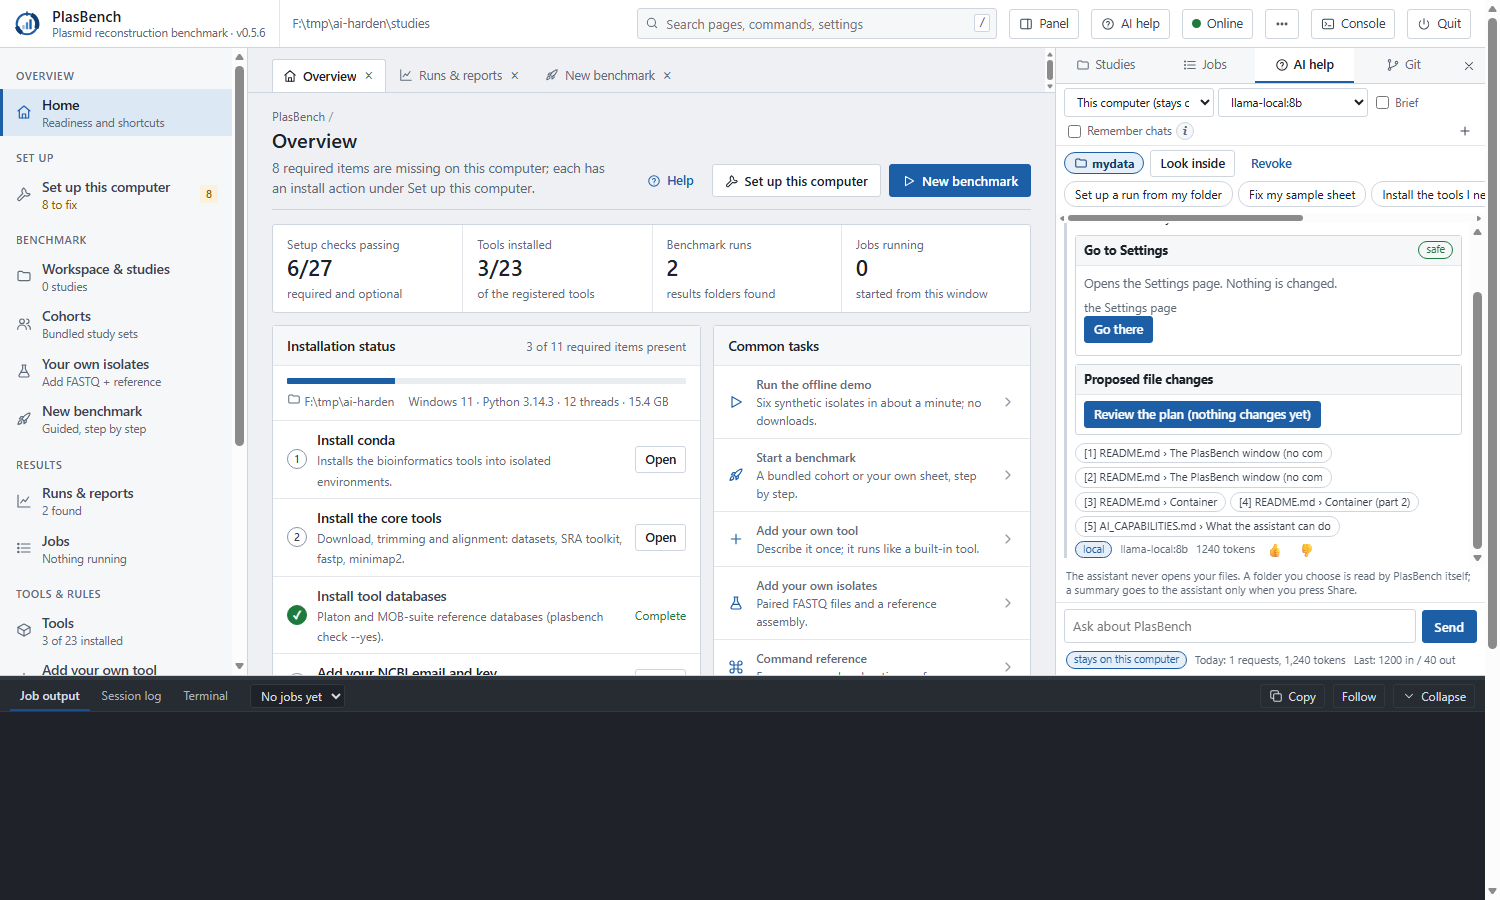 PlasBench
Plasmid reconstruction benchmark · v0.5.6
F:\tmp\ai-harden\studies
Search pages, commands, settings
/
Panel
AI help
Online
Console
Quit
OVERVIEW
Home
Readiness and shortcuts
SET UP
Set up this computer
8 to fix
8
BENCHMARK
Workspace & studies
0 studies
Cohorts
Bundled study sets
Your own isolates
Add FASTQ + reference
New benchmark
Guided, step by step
RESULTS
Runs & reports
2 found
Jobs
Nothing running
TOOLS & RULES
Tools
3 of 23 installed
Add your own tool
Overview ×
Runs & reports ×
New benchmark ×
PlasBench /
Overview
8 required items are missing on this computer; each has
an install action under Set up this computer.
Help
Set up this computer
New benchmark
Setup checks passing
6/27
required and optional
Tools installed
3/23
of the registered tools
Benchmark runs
2
results folders found
Jobs running
0
started from this window
Installation status
3 of 11 required items present
F:\tmp\ai-harden
Windows 11 · Python 3.14.3 · 12 threads · 15.4 GB
1
Install conda
Installs the bioinformatics tools into isolated
environments.
Open
2
Install the core tools
Download, trimming and alignment: datasets, SRA toolkit,
fastp, minimap2.
Open
Install tool databases
Platon and MOB-suite reference databases (plasbench
check --yes).
Complete
Add your NCBI email and key
Common tasks
Run the offline demo
Six synthetic isolates in about a minute; no
downloads.
Start a benchmark
A bundled cohort or your own sheet, step
by step.
Add your own tool
Describe it once; it runs like a built-in tool.
Add your own isolates
Paired FASTQ files and a reference
assembly.
Command reference
Studies
Jobs
AI help
Git
This computer (stays c
llama-local:8b
Brief
Remember chats
i
mydata
Look inside
Revoke
Set up a run from my folder
Fix my sample sheet
Install the tools I ne
Go to Settings
safe
Opens the Settings page. Nothing is changed.
the Settings page
Go there
Proposed file changes
Review the plan (nothing changes yet)
[1] README.md › The PlasBench window (no com
[2] README.md › The PlasBench window (no com
[3] README.md › Container
[4] README.md › Container (part 2)
[5] AI_CAPABILITIES.md › What the assistant can do
local
llama-local:8b
1240 tokens
The assistant never opens your files. A folder you choose is read by PlasBench itself;
a summary goes to the assistant only when you press Share.
Ask about PlasBench
Send
stays on this computer
Today: 1 requests, 1,240 tokens
Last: 1200 in / 40 out
Job output
Session log
Terminal
No jobs yet
Copy
Follow
Collapse